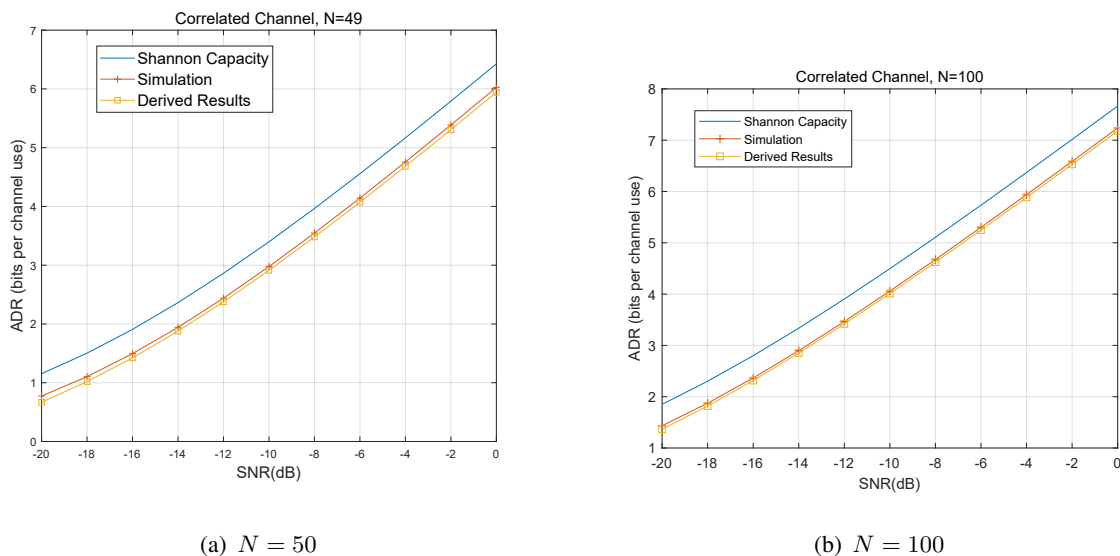 Correlated Channel, N=49
7
6
5
4
3
2
1
0
ADR (bits per channel use)
Shannon Capacity
Simulation
Derived Results
-20 -18 -16 -14 -12 -10 -8 -6 -4 -2 0
SNR(dB)
(a) N = 50
Correlated Channel, N=100
8
7
6
5
4
3
2
1
ADR (bits per channel use)
Shannon Capacity
Simulation
Derived Results
-20 -18 -16 -14 -12 -10 -8 -6 -4 -2 0
SNR(dB)
(b) N = 100